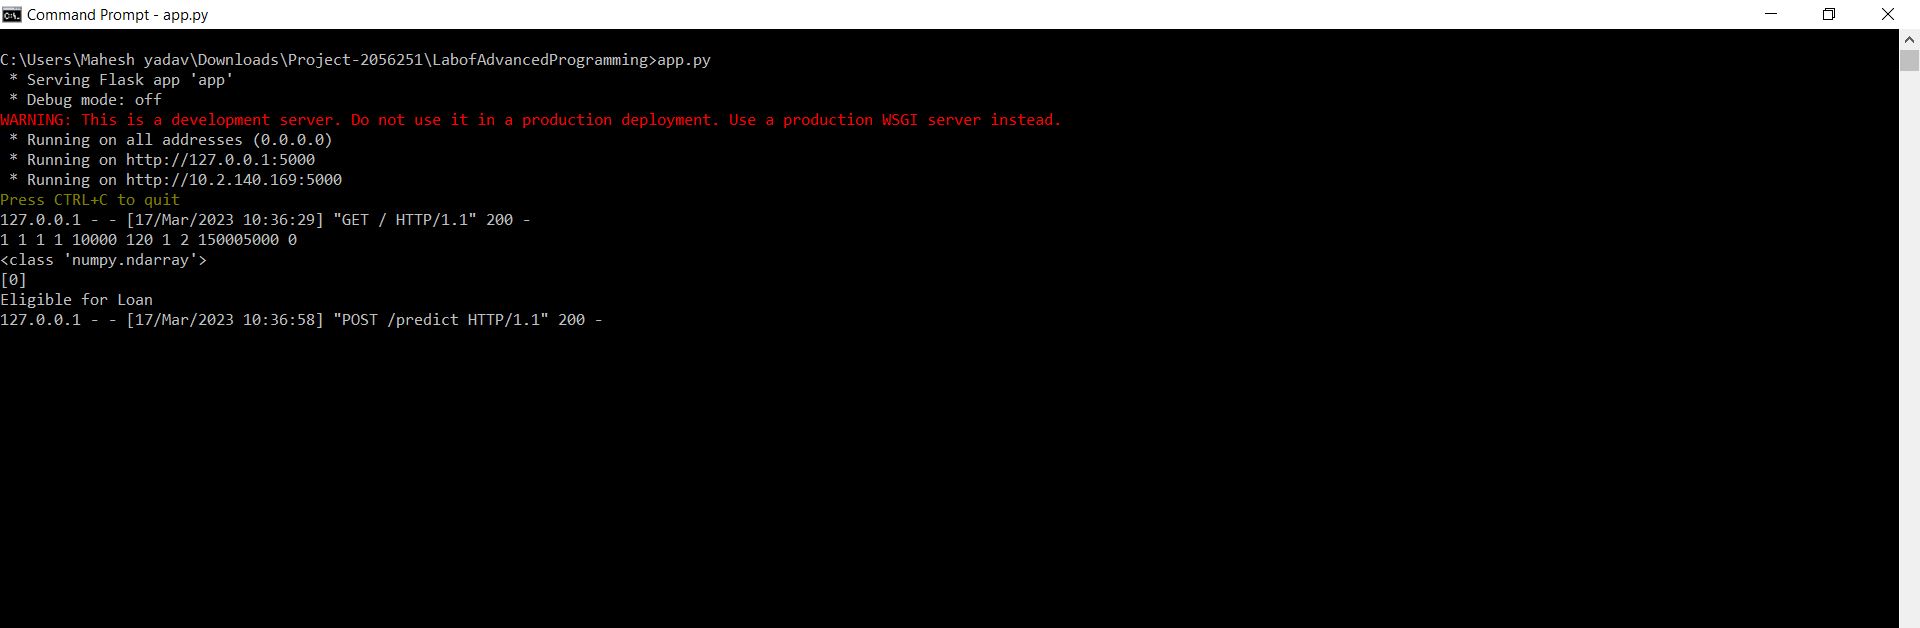 Command Prompt - app.py
C:\Users\Mahesh yadav\Downloads\Project-2056251\LabofAdvancedProgramming>app.py
 * Serving Flask app 'app'
 * Debug mode: off
WARNING: This is a development server. Do not use it in a production deployment. Use a production WSGI server instead.
 * Running on all addresses (0.0.0.0)
 * Running on http://127.0.0.1:5000
 * Running on http://10.2.140.169:5000
Press CTRL+C to quit
127.0.0.1 - - [17/Mar/2023 10:36:29] "GET / HTTP/1.1" 200 -
1 1 1 1 10000 120 1 2 150005000 0
<class 'numpy.ndarray'>
[0]
Eligible for Loan
127.0.0.1 - - [17/Mar/2023 10:36:58] "POST /predict HTTP/1.1" 200 -